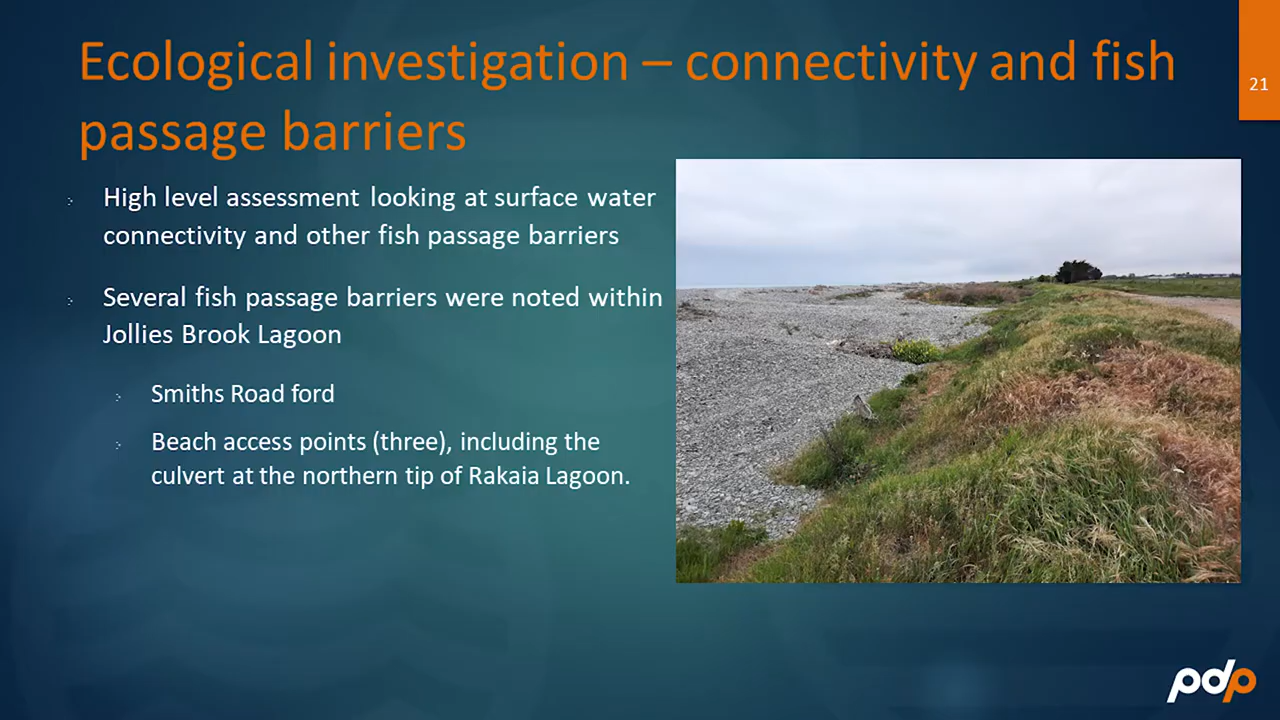 Ecological investigation – connectivity and fish
passage barriers
21
High level assessment looking at surface water
connectivity and other fish passage barriers
Several fish passage barriers were noted within
Jollies Brook Lagoon
Smiths Road ford
Beach access points (three), including the
culvert at the northern tip of Rakaia Lagoon.
pdp